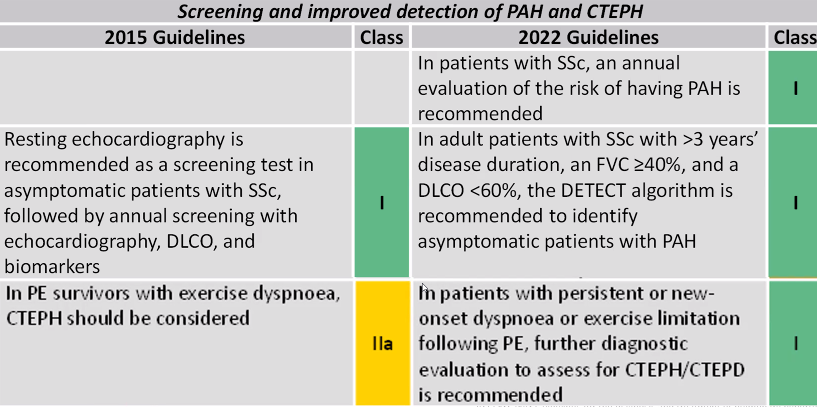 Screening and improved detection of PAH and CTEPH
2015 Guidelines Class 2022 Guidelines Class
In patients with SSc, an annual
evaluation of the risk of having PAH is
recommended
I
Resting echocardiography is
recommended as a screening test in
asymptomatic patients with SSc,
followed by annual screening with
echocardiography, DLCO, and
biomarkers
I
In adult patients with SSc with >3 years’
disease duration, an FVC ≥40%, and a
DLCO <60%, the DETECT algorithm is
recommended to identify
asymptomatic patients with PAH
I
In PE survivors with exercise dyspnoea,
CTEPH should be considered
IIa
In patients with persistent or new-
onset dyspnoea or exercise limitation
following PE, further diagnostic
evaluation to assess for CTEPH/CTEPD
is recommended
I